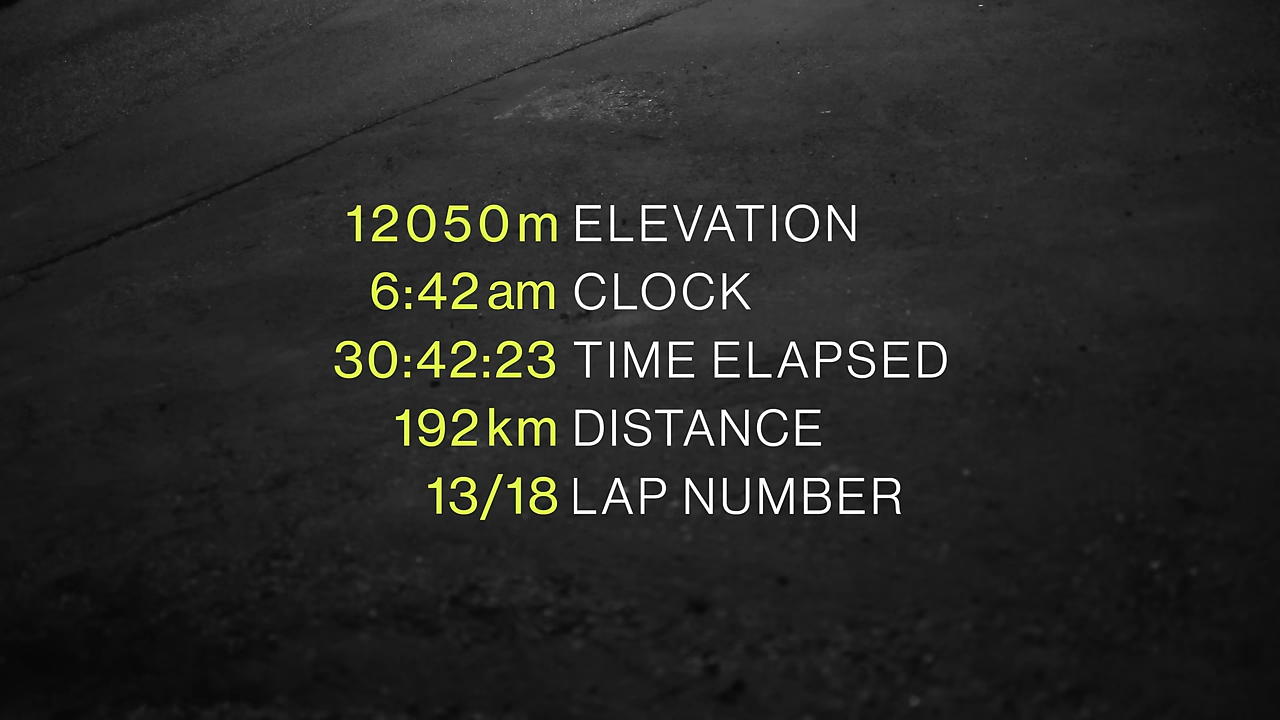 12050m ELEVATION
6:42am CLOCK
30:42:23 TIME ELAPSED
192km DISTANCE
13/18 LAP NUMBER